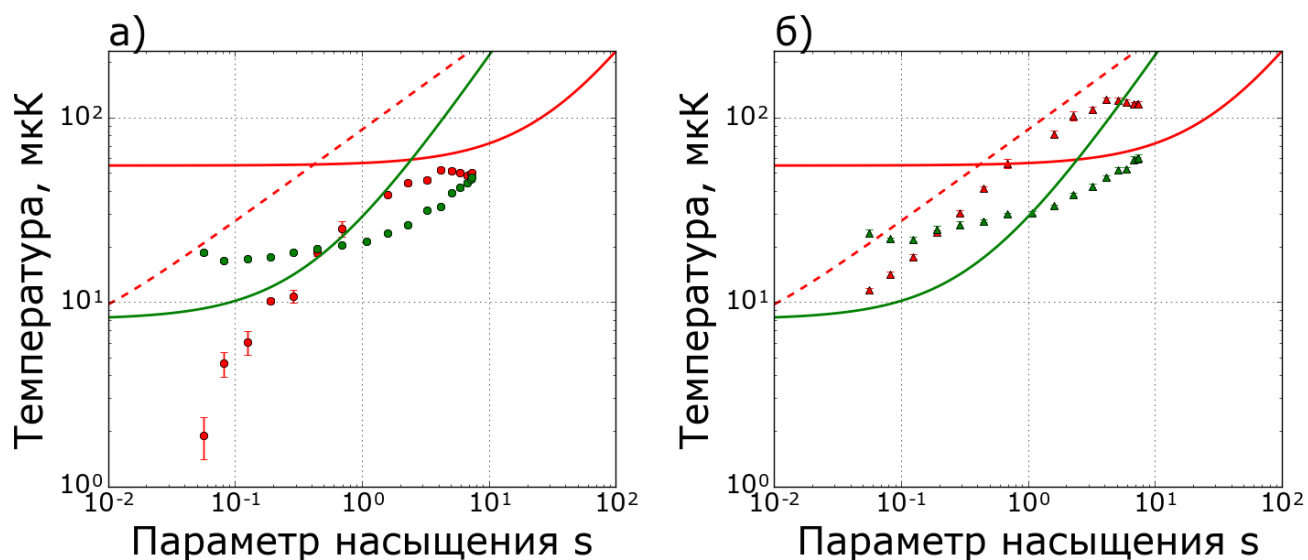 а)
Температура, мкК
10²
10¹
10⁰
10⁻² 10⁻¹ 10⁰ 10¹ 10²
Параметр насыщения s
б)
Температура, мкК
10²
10¹
10⁰
10⁻² 10⁻¹ 10⁰ 10¹ 10²
Параметр насыщения s